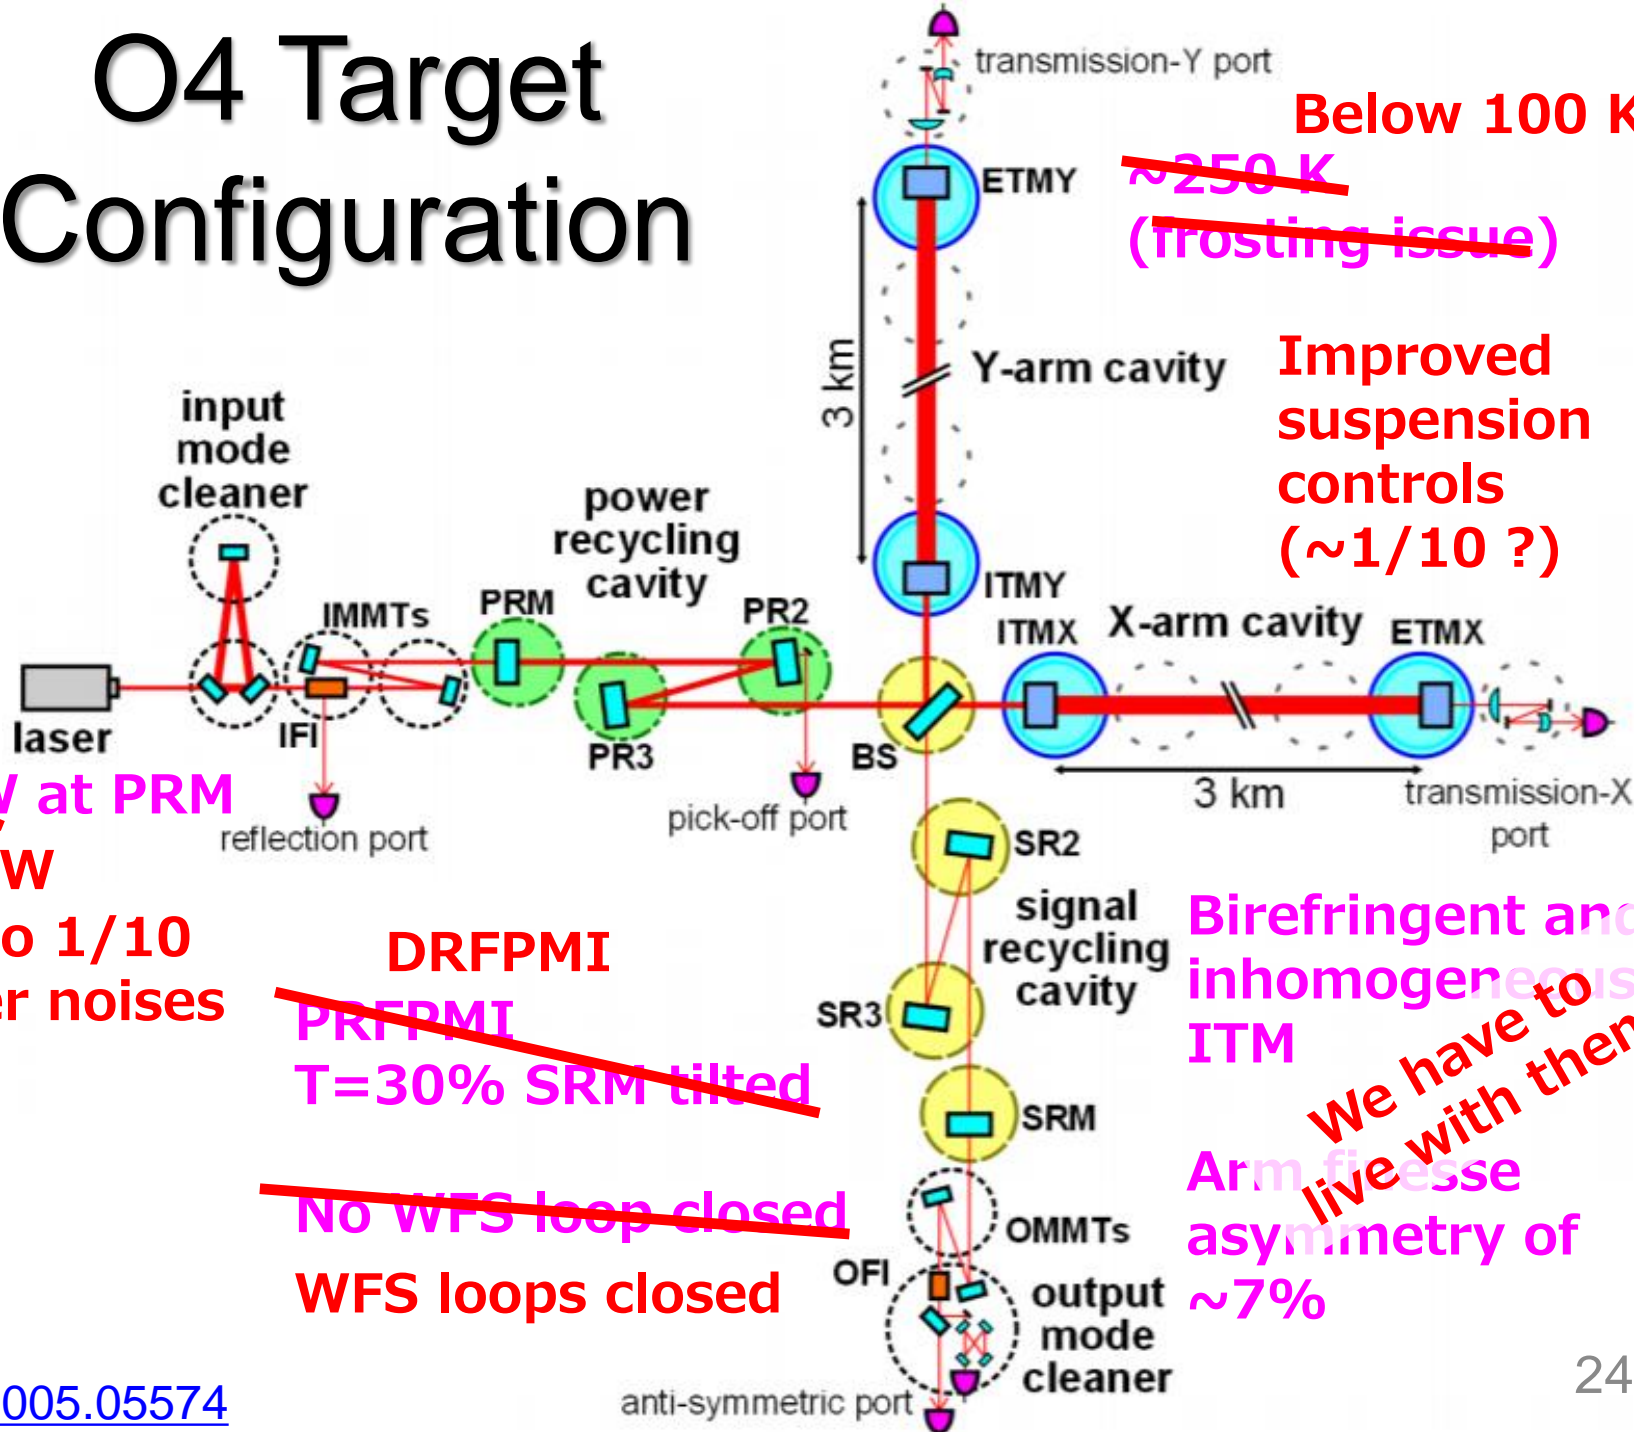 O4 Target
Configuration
transmission-Y port
Below 100 K
ETMY
~250 K
(frosting issue)
3 km
Y-arm cavity
Improved
suspension
controls
(~1/10 ?)
input
mode
cleaner
power
recycling
cavity
IMMTs
PRM
PR2
ITMY
ITMX
X-arm cavity
ETMX
laser
IFI
PR3
BS
3 km
transmission-X
port
at PRM
reflection port
pick-off port
W
1/10
noises
SR2
signal
recycling
cavity
SR3
SRM
DRFPMI
PRFPMI
T=30% SRM tilted
No WFS loop closed
WFS loops closed
Birefringent and
inhomogeneous
ITM
We have to
live with them
Arm finesse
asymmetry of
~7%
OMMTs
OFI
output
mode
cleaner
anti-symmetric port
005.05574
24